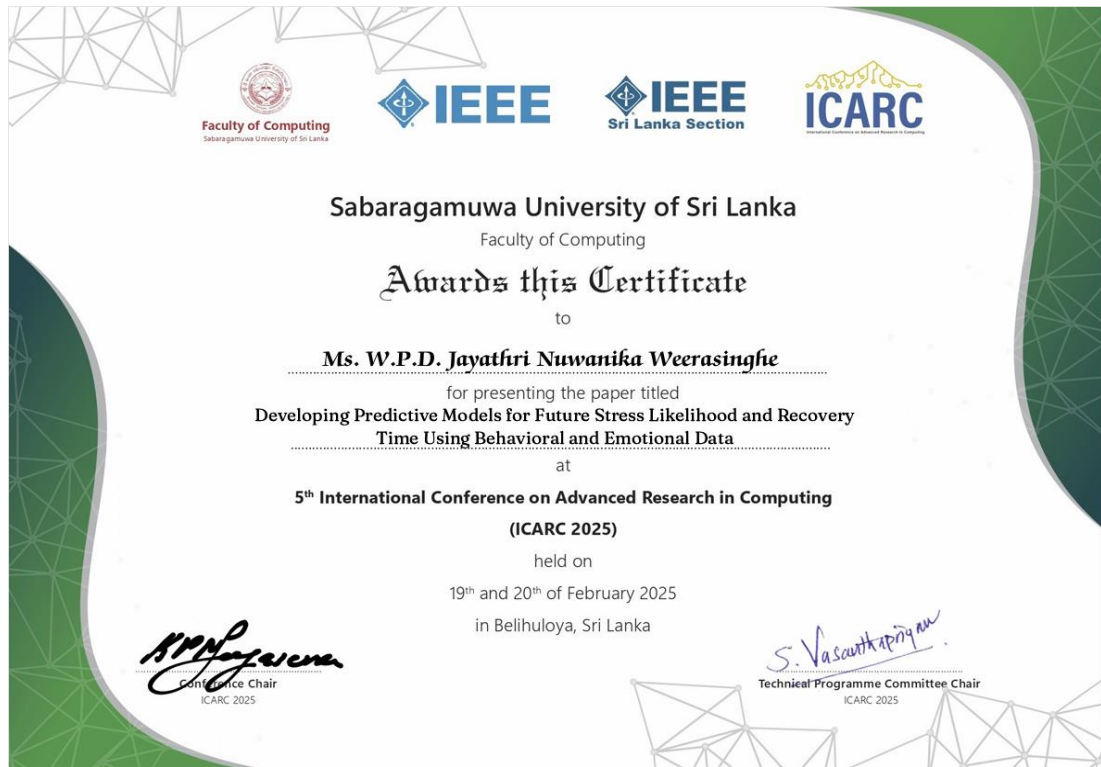 Faculty of Computing
Sabaragamuwa University of Sri Lanka
IEEE
IEEE
Sri Lanka Section
ICARC
International Conference on Advanced Research in Computing
Sabaragamuwa University of Sri Lanka
Faculty of Computing
Awards this Certificate
to
Ms. W.P.D. Jayathri Nuwanika Weerasinghe
for presenting the paper titled
Developing Predictive Models for Future Stress Likelihood and Recovery
Time Using Behavioral and Emotional Data
at
5th International Conference on Advanced Research in Computing
(ICARC 2025)
held on
19th and 20th of February 2025
in Belihuloya, Sri Lanka
S. Vasanthapriyan
Conference Chair
Technical Programme Committee Chair
ICARC 2025
ICARC 2025